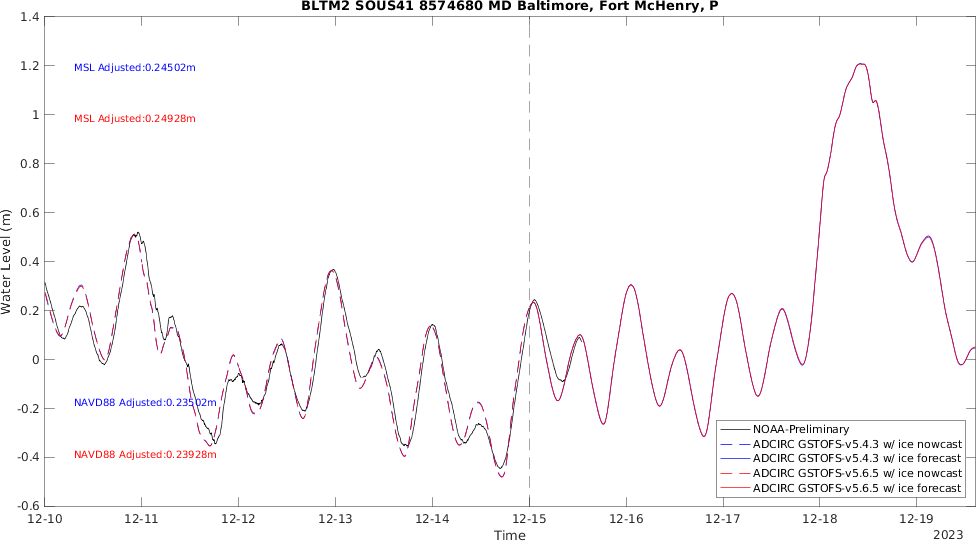 BLTM2 SOUS41 8574680 MD Baltimore, Fort McHenry, P
1.4
1.2
1
0.8
0.6
0.4
0.2
0
-0.2
-0.4
-0.6
Water Level (m)
MSL Adjusted:0.24502m
MSL Adjusted:0.24928m
NAVD88 Adjusted:0.23502m
NAVD88 Adjusted:0.23928m
NOAA-Preliminary
ADCIRC GSTOFS-v5.4.3 w/ ice nowcast
ADCIRC GSTOFS-v5.4.3 w/ ice forecast
ADCIRC GSTOFS-v5.6.5 w/ ice nowcast
ADCIRC GSTOFS-v5.6.5 w/ ice forecast
12-10 12-11 12-12 12-13 12-14 12-15 12-16 12-17 12-18 12-19
Time
2023